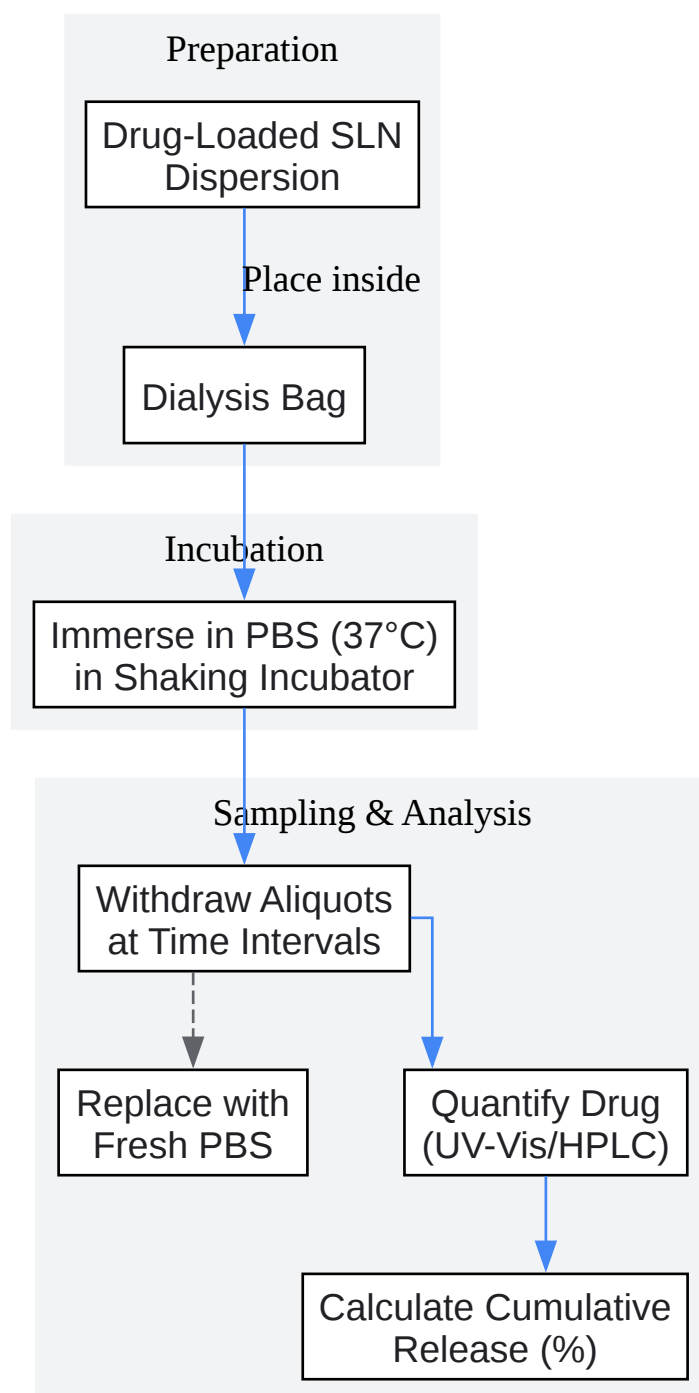 Preparation
Drug-Loaded SLN
Dispersion
Place inside
Dialysis Bag
Incubation
Immerse in PBS (37°C)
in Shaking Incubator
Sampling & Analysis
Withdraw Aliquots
at Time Intervals
Replace with
Fresh PBS
Quantify Drug
(UV-Vis/HPLC)
Calculate Cumulative
Release (%)